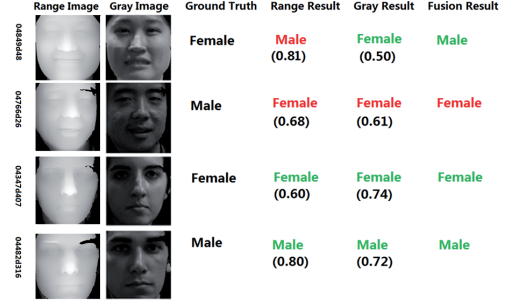 Range Image Gray Image Ground Truth Range Result Gray Result Fusion Result
04849d48 Female Male Female Male
(0.81) (0.50)
04766d26 Male Female Female Female
(0.68) (0.61)
04347d407 Female Female Female Female
(0.60) (0.74)
04482d316 Male Male Male Male
(0.80) (0.72)